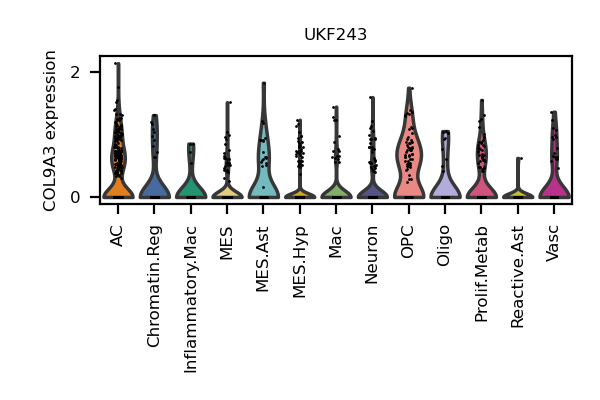 UKF243
COL9A3 expression
2
0
AC
Chromatin.Reg
Inflammatory.Mac
MES
MES.Ast
MES.Hyp
Mac
Neuron
OPC
Oligo
Prolif.Metab
Reactive.Ast
Vasc